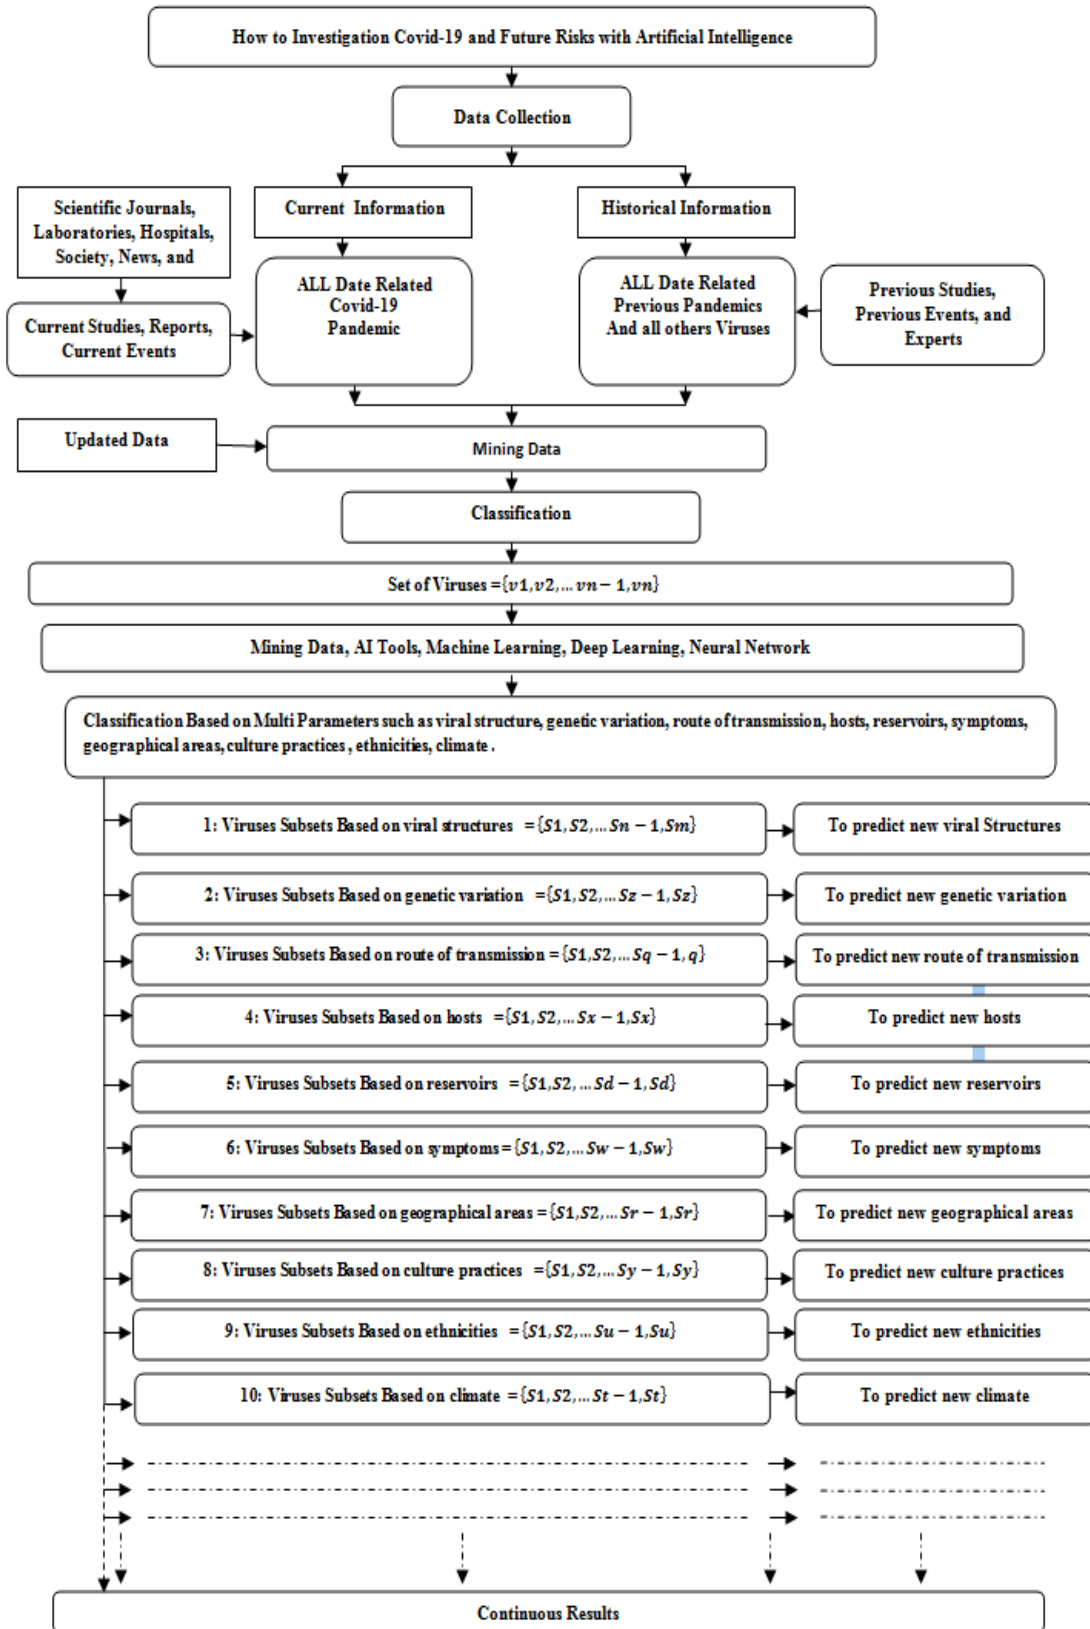 How to Investigation Covid-19 and Future Risks with Artificial Intelligence
Data Collection
Scientific Journals,
Laboratories, Hospitals,
Society, News, and
Current Information
Historical Information
Current Studies, Reports,
Current Events
ALL Date Related
Covid-19
Pandemic
ALL Date Related
Previous Pandemics
And all others Viruses
Previous Studies,
Previous Events, and
Experts
Updated Data
Mining Data
Classification
Set of Viruses ={v1,v2,...vn−1,vn}
Mining Data, AI Tools, Machine Learning, Deep Learning, Neural Network
Classification Based on Multi Parameters such as viral structure, genetic variation, route of transmission, hosts, reservoirs, symptoms,
geographical areas, culture practices , ethnicities, climate .
1: Viruses Subsets Based on viral structures ={S1,S2,...Sn−1,Sm}
To predict new viral Structures
2: Viruses Subsets Based on genetic variation ={S1,S2,...Sz−1,Sz}
To predict new genetic variation
3: Viruses Subsets Based on route of transmission ={S1,S2,...Sq−1,q}
To predict new route of transmission
4: Viruses Subsets Based on hosts ={S1,S2,...Sx−1,Sx}
To predict new hosts
5: Viruses Subsets Based on reservoirs ={S1,S2,...Sd−1,Sd}
To predict new reservoirs
6: Viruses Subsets Based on symptoms ={S1,S2,...Sw−1,Sw}
To predict new symptoms
7: Viruses Subsets Based on geographical areas ={S1,S2,...Sr−1,Sr}
To predict new geographical areas
8: Viruses Subsets Based on culture practices ={S1,S2,...Sy−1,Sy}
To predict new culture practices
9: Viruses Subsets Based on ethnicities ={S1,S2,...Su−1,Su}
To predict new ethnicities
10: Viruses Subsets Based on climate ={S1,S2,...St−1,St}
To predict new climate
Continuous Results